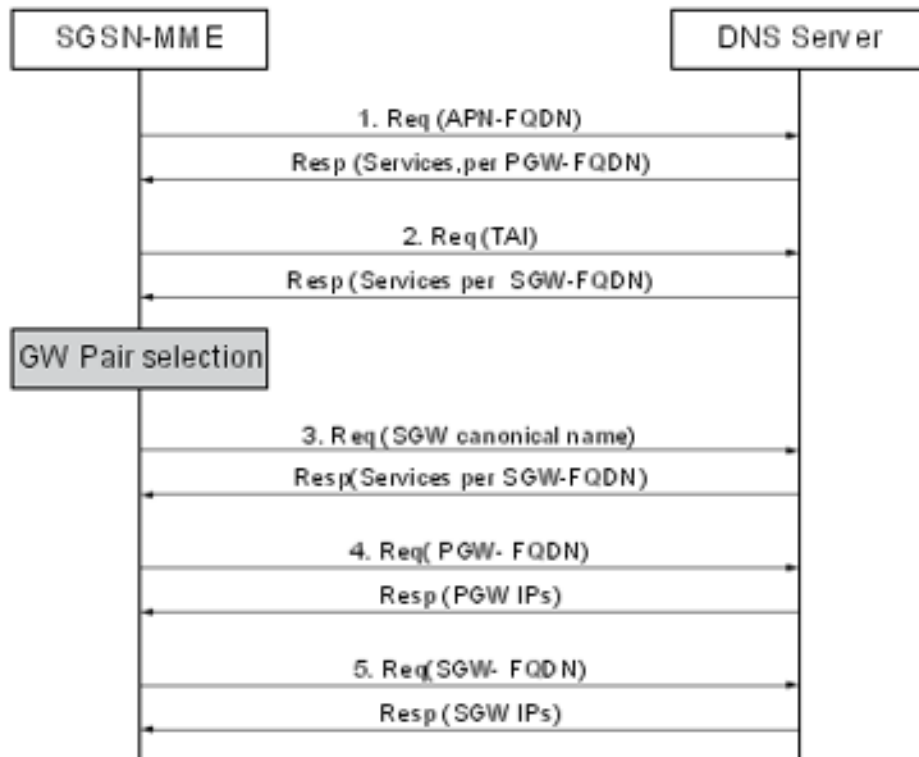 SGSN-MME
DNS Server
1. Req (APN-FQDN)
Resp (Services,per PGW-FQDN)
2. Req (TAI)
Resp (Services per SGW-FQDN)
GW Pair selection
3. Req (SGW canonical name)
Resp(Services per SGW-FQDN)
4. Req( PGW- FQDN)
Resp (PGW IPs)
5. Req(SGW- FQDN)
Resp (SGW IPs)